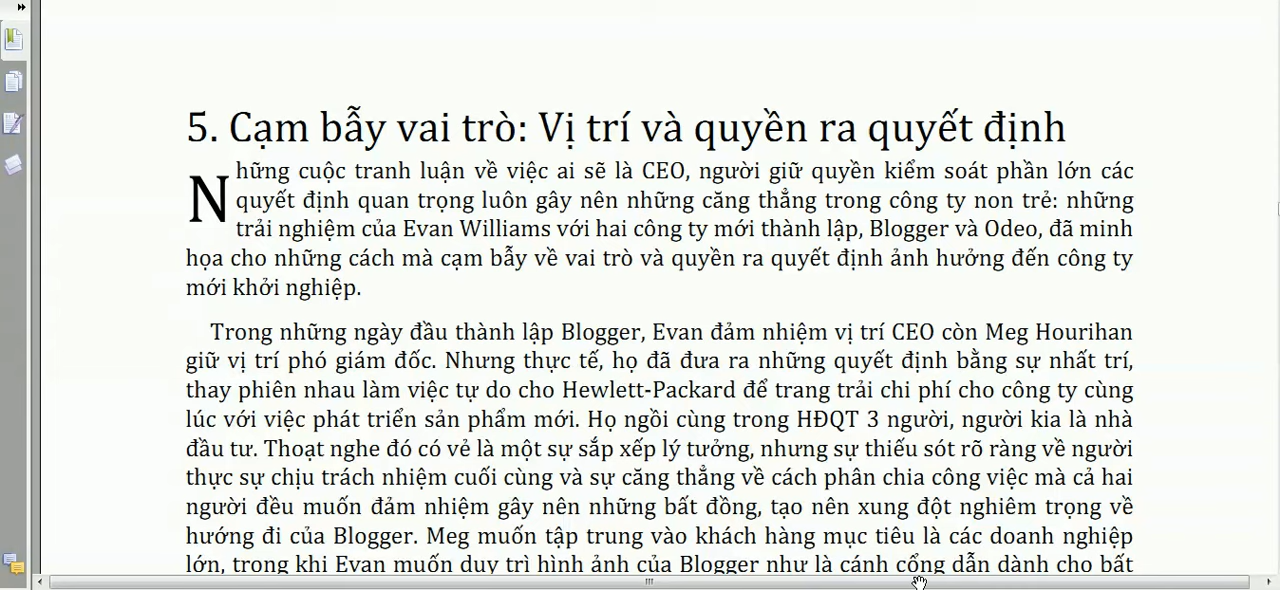 5. Cạm bẫy vai trò: Vị trí và quyền ra quyết định
Những cuộc tranh luận về việc ai sẽ là CEO, người giữ quyền kiểm soát phần lớn các
quyết định quan trọng luôn gây nên những căng thẳng trong công ty non trẻ: những
trải nghiệm của Evan Williams với hai công ty mới thành lập, Blogger và Odeo, đã minh
họa cho những cách mà cạm bẫy về vai trò và quyền ra quyết định ảnh hưởng đến công ty
mới khởi nghiệp.
Trong những ngày đầu thành lập Blogger, Evan đảm nhiệm vị trí CEO còn Meg Hourihan
giữ vị trí phó giám đốc. Nhưng thực tế, họ đã đưa ra những quyết định bằng sự nhất trí,
thay phiên nhau làm việc tự do cho Hewlett-Packard để trang trải chi phí cho công ty cùng
lúc với việc phát triển sản phẩm mới. Họ ngồi cùng trong HĐQT 3 người, người kia là nhà
đầu tư. Thoạt nghe đó có vẻ là một sự sắp xếp lý tưởng, nhưng sự thiếu sót rõ ràng về người
thực sự chịu trách nhiệm cuối cùng và sự căng thẳng về cách phân chia công việc mà cả hai
người đều muốn đảm nhiệm gây nên những bất đồng, tạo nên xung đột nghiêm trọng về
hướng đi của Blogger. Meg muốn tập trung vào khách hàng mục tiêu là các doanh nghiệp
lớn, trong khi Evan muốn duy trì hình ảnh của Blogger như là cánh cổng dẫn dành cho bất